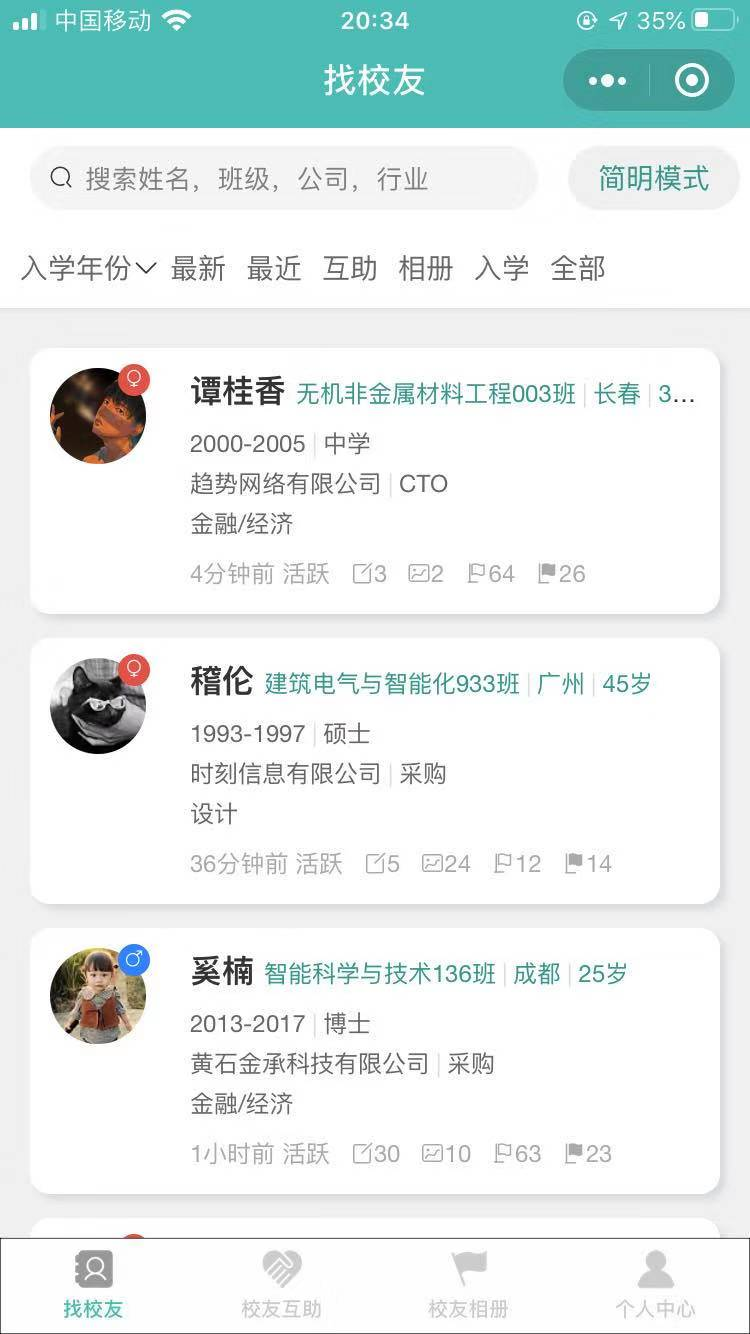 中国移动 20:34 35%
找校友
搜索姓名，班级，公司，行业 简明模式
入学年份 最新 最近 互助 相册 入学 全部
谭桂香 无机非金属材料工程003班 | 长春 | 3...
2000-2005 | 中学
趋势网络有限公司 | CTO
金融/经济
4分钟前 活跃 3 2 64 26
稽伦 建筑电气与智能化933班 | 广州 | 45岁
1993-1997 | 硕士
时刻信息有限公司 | 采购
设计
36分钟前 活跃 5 24 12 14
奚楠 智能科学与技术136班 | 成都 | 25岁
2013-2017 | 博士
黄石金承科技有限公司 | 采购
金融/经济
1小时前 活跃 30 10 63 23
找校友 校友互助 校友相册 个人中心